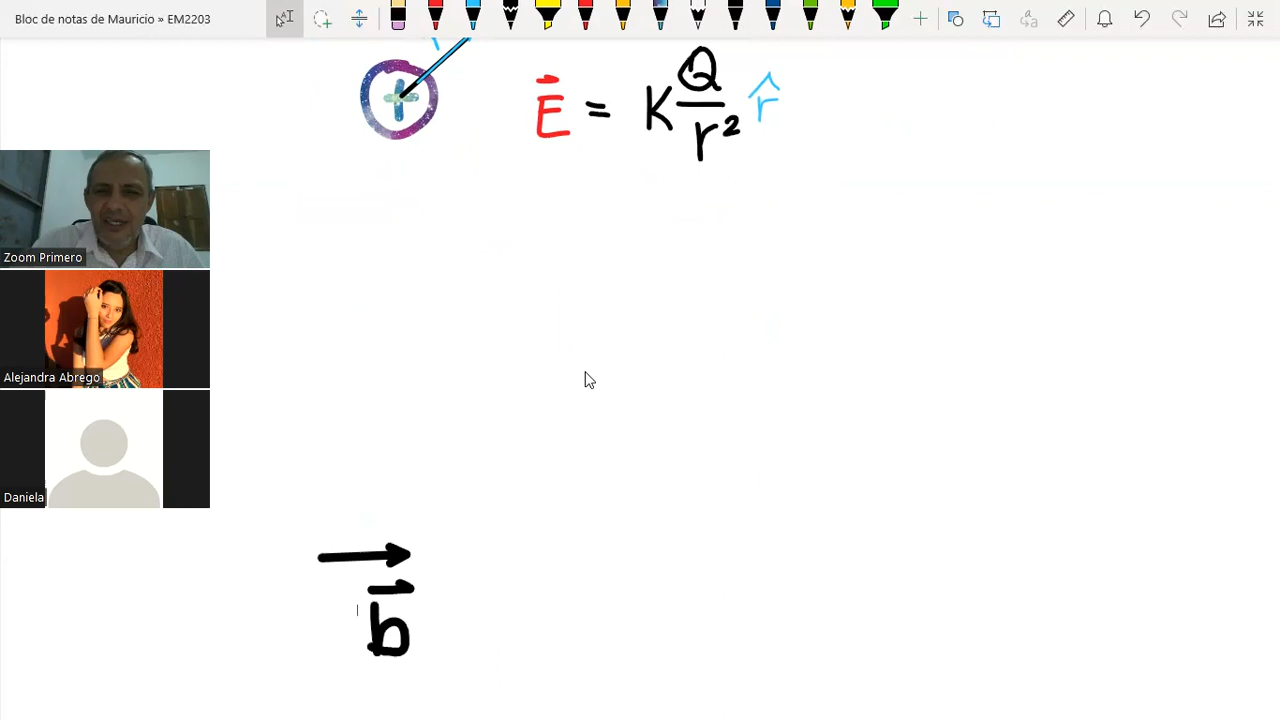 Bloc de notas de Mauricio » EM2203
E⃗ = K Q/r² r̂
Zoom Primero
Alejandra Abrego
Daniela
b⃗